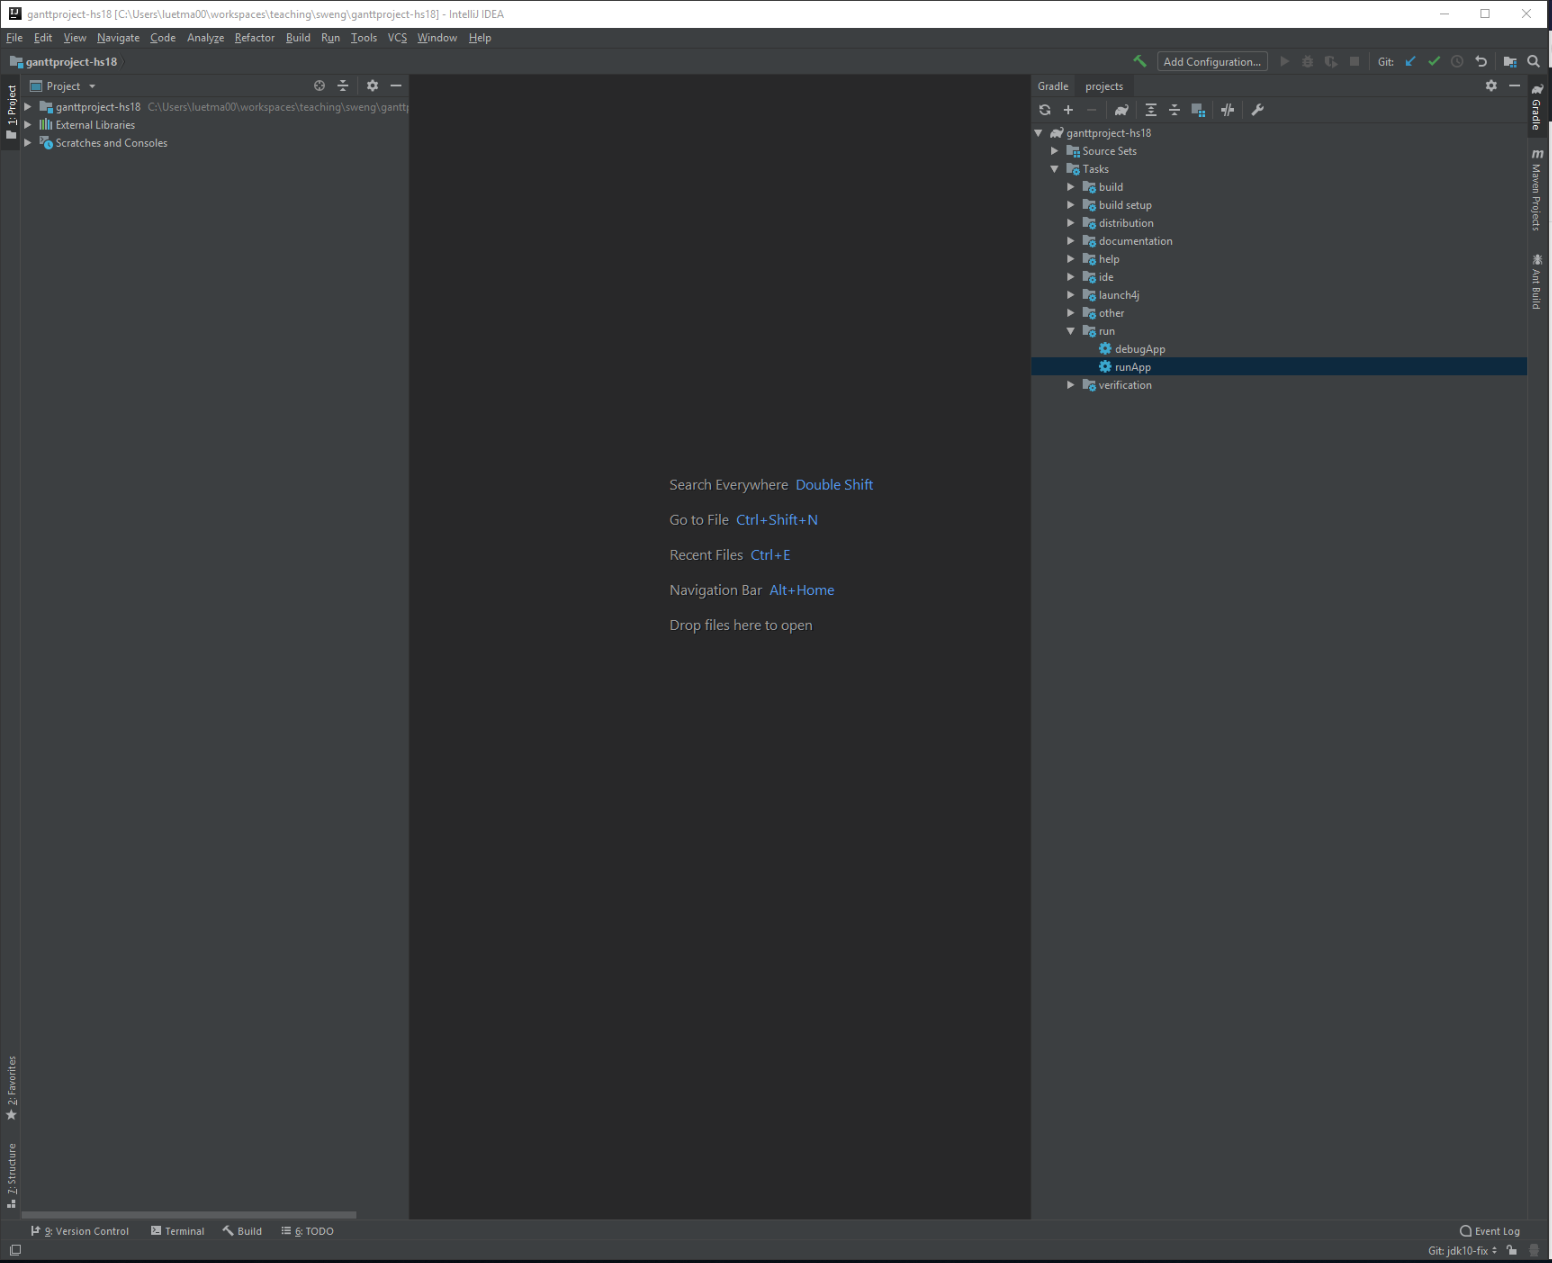 ganttproject-hs18 [C:\Users\luetma00\workspaces\teaching\sweng\ganttproject-hs18] - IntelliJ IDEA
File Edit View Navigate Code Analyze Refactor Build Run Tools VCS Window Help
ganttproject-hs18
Add Configuration...
Git:
1: Project
Project
ganttproject-hs18 C:\Users\luetma00\workspaces\teaching\sweng\gantt
External Libraries
Scratches and Consoles
Search Everywhere Double Shift
Go to File Ctrl+Shift+N
Recent Files Ctrl+E
Navigation Bar Alt+Home
Drop files here to open
Gradle projects
ganttproject-hs18
Source Sets
Tasks
build
build setup
distribution
documentation
help
ide
launch4j
other
run
debugApp
runApp
verification
Gradle
Maven Projects
Ant Build
2: Favorites
7: Structure
9: Version Control
Terminal
Build
6: TODO
Event Log
Git: jdk10-fix